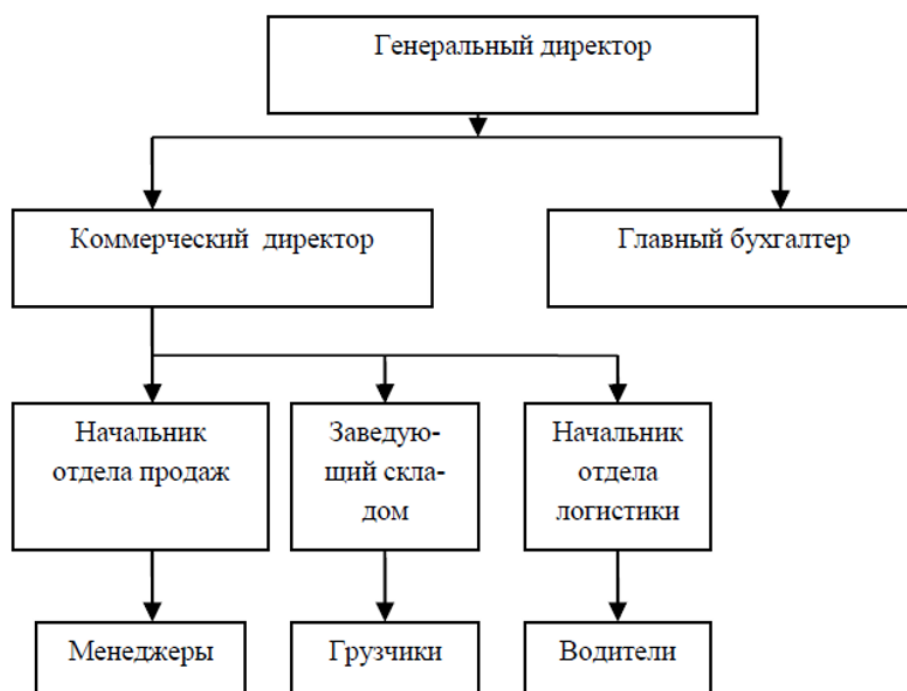 Генеральный директор
Коммерческий директор
Главный бухгалтер
Начальник
отдела продаж
Заведую-
щий скла-
дом
Начальник
отдела
логистики
Менеджеры
Грузчики
Водители